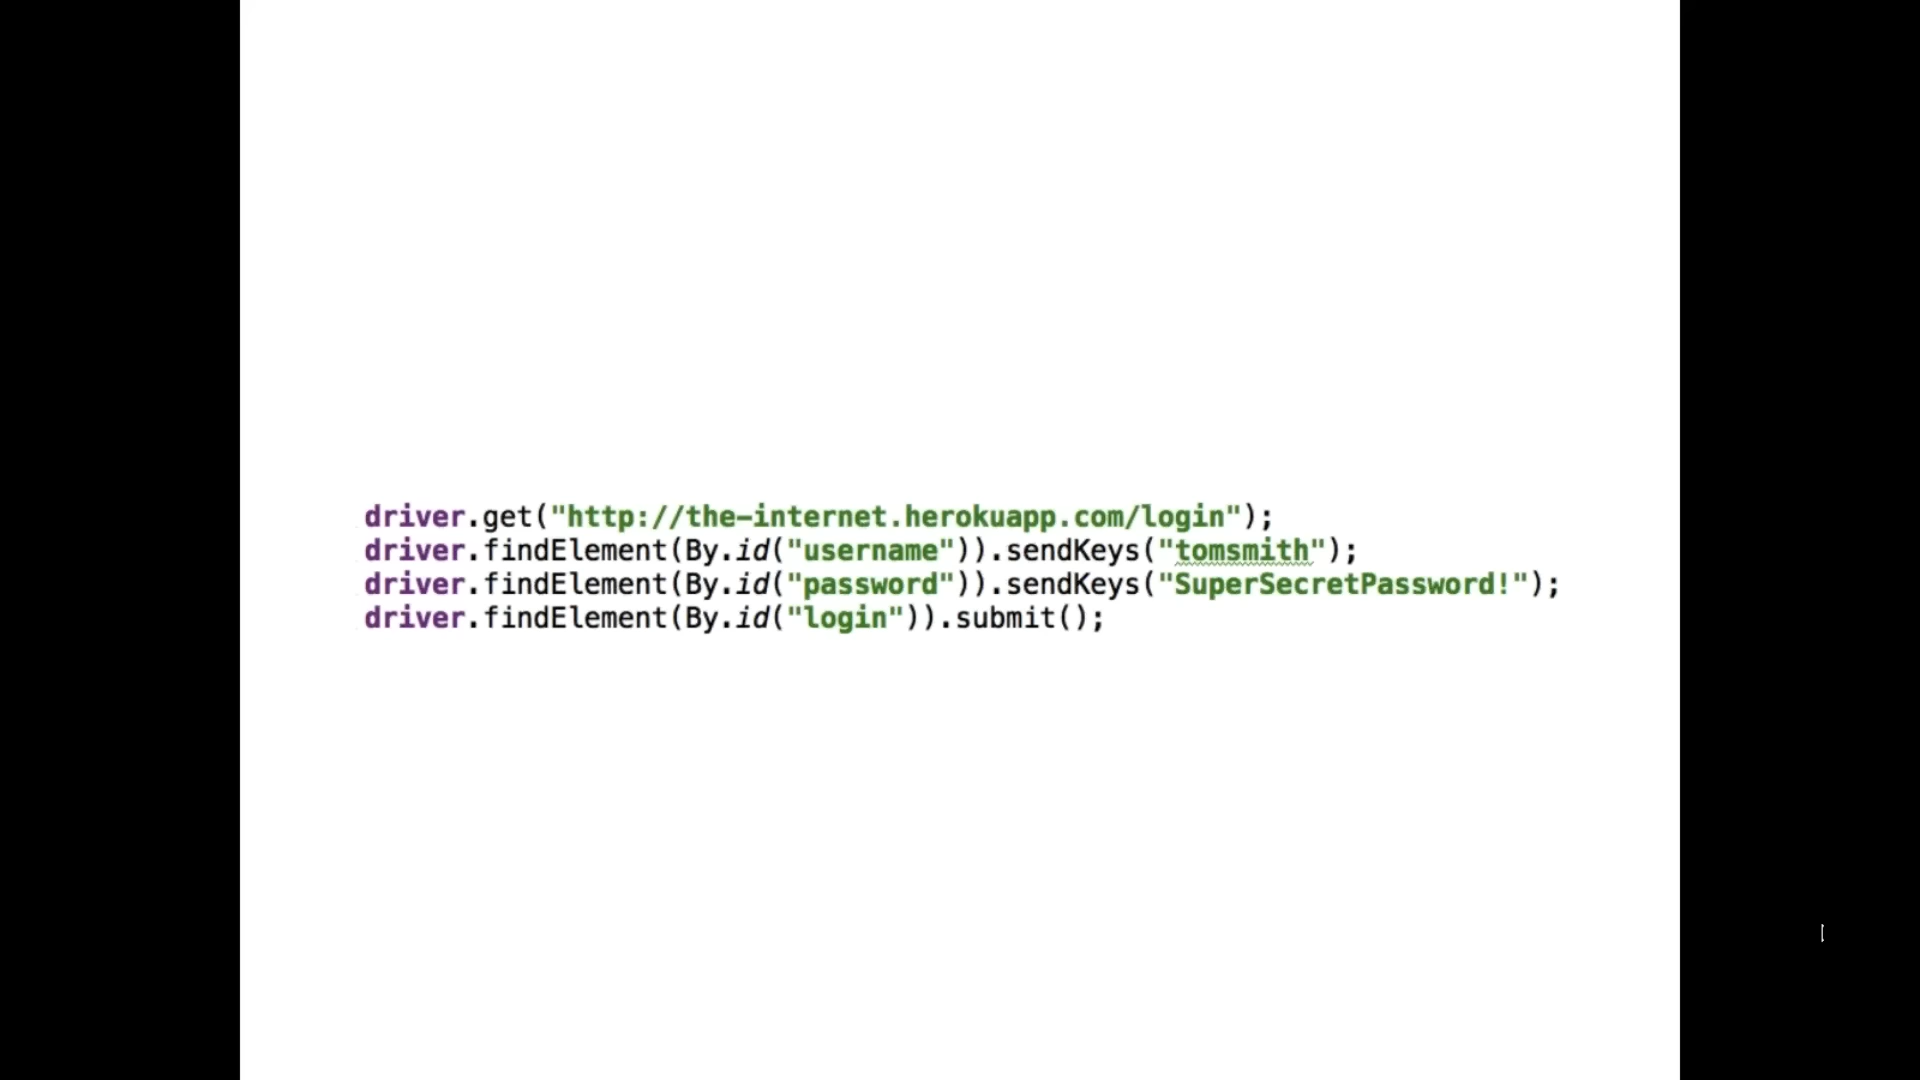 driver.get("http://the-internet.herokuapp.com/login");
driver.findElement(By.id("username")).sendKeys("tomsmith");
driver.findElement(By.id("password")).sendKeys("SuperSecretPassword!");
driver.findElement(By.id("login")).submit();